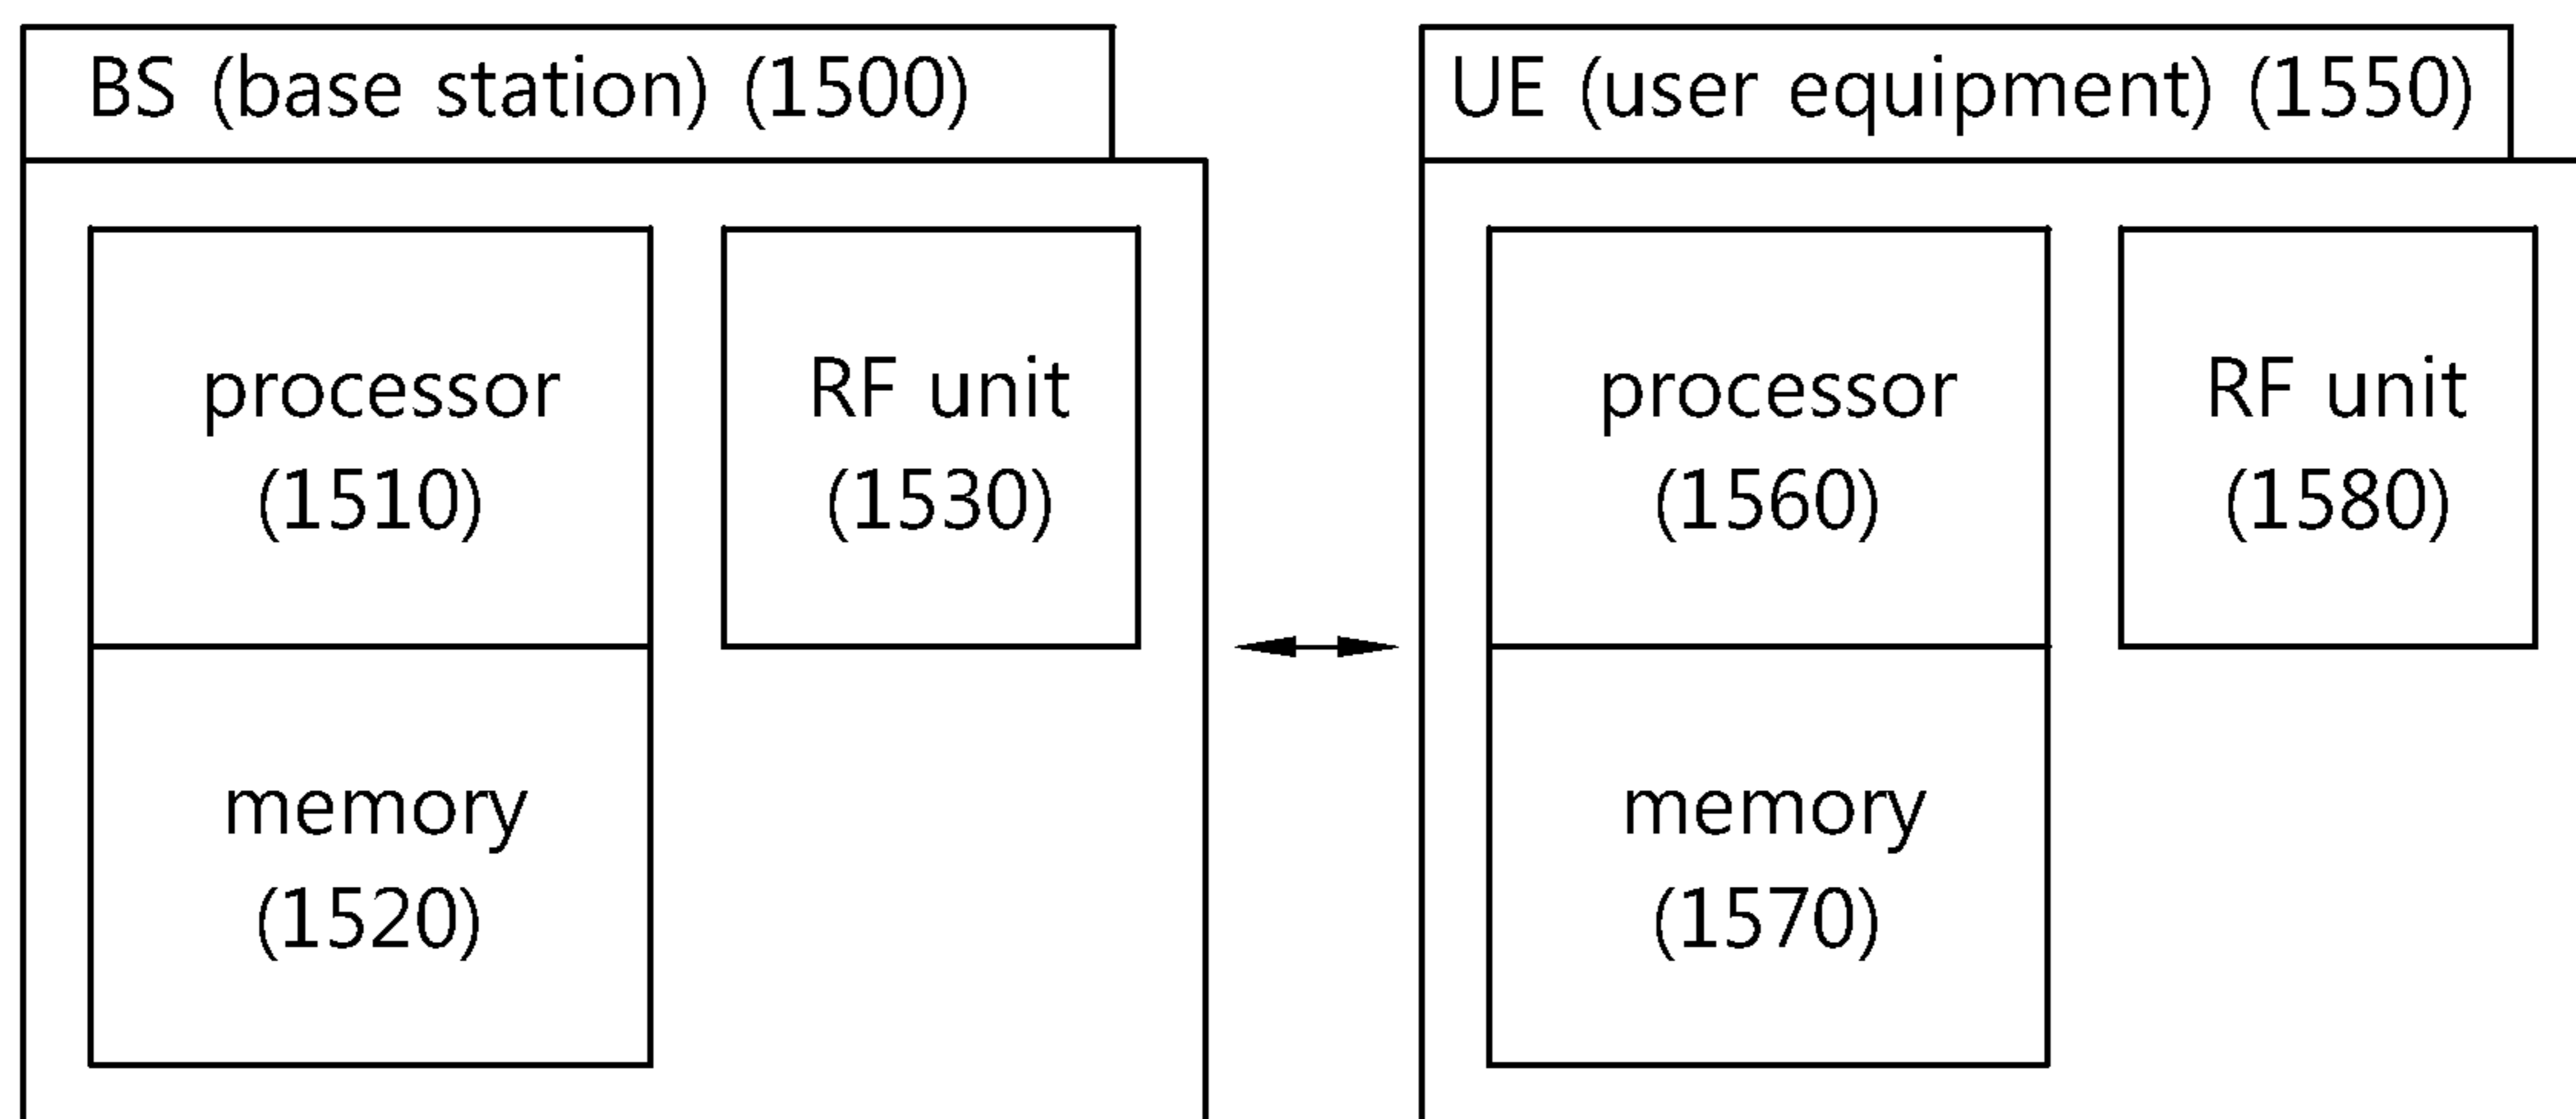 BS (base station) (1500)
processor
(1510)
RF unit
(1530)
memory
(1520)
UE (user equipment) (1550)
processor
(1560)
RF unit
(1580)
memory
(1570)